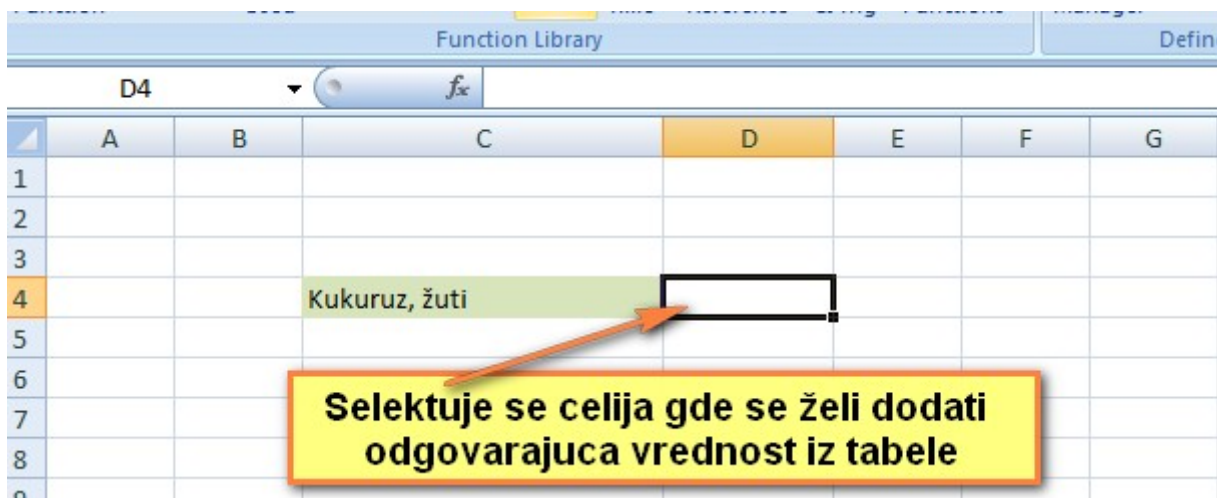 Function Library
Defin
D4 fx
A B C D E F G
1
2
3
4 Kukuruz, žuti
5
6
7
8
Selektuje se celija gde se želi dodati
odgovarajuca vrednost iz tabele